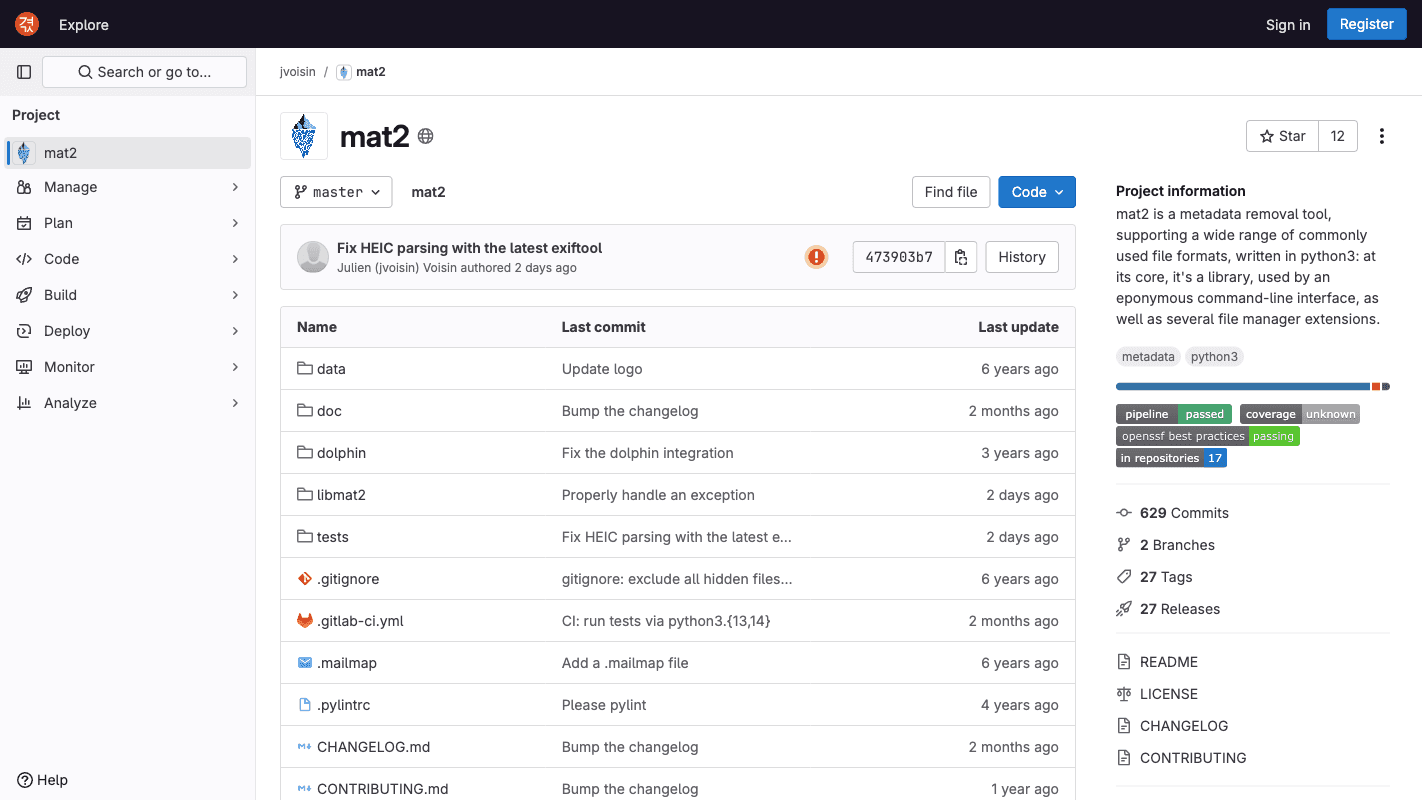 Explore
Sign in
Register
Search or go to...
jvoisin / mat2
Project
mat2
Manage
Plan
Code
Build
Deploy
Monitor
Analyze
Help
mat2
Star 12
master
mat2
Find file
Code
Fix HEIC parsing with the latest exiftool
Julien (jvoisin) Voisin authored 2 days ago
473903b7
History
Name Last commit Last update
data Update logo 6 years ago
doc Bump the changelog 2 months ago
dolphin Fix the dolphin integration 3 years ago
libmat2 Properly handle an exception 2 days ago
tests Fix HEIC parsing with the latest e... 2 days ago
.gitignore gitignore: exclude all hidden files... 6 years ago
.gitlab-ci.yml CI: run tests via python3.{13,14} 2 months ago
.mailmap Add a .mailmap file 6 years ago
.pylintrc Please pylint 4 years ago
CHANGELOG.md Bump the changelog 2 months ago
CONTRIBUTING.md Bump the changelog 1 year ago
Project information
mat2 is a metadata removal tool,
supporting a wide range of commonly
used file formats, written in python3: at
its core, it's a library, used by an
eponymous command-line interface, as
well as several file manager extensions.
metadata python3
pipeline passed coverage unknown
openssf best practices passing
in repositories 17
629 Commits
2 Branches
27 Tags
27 Releases
README
LICENSE
CHANGELOG
CONTRIBUTING